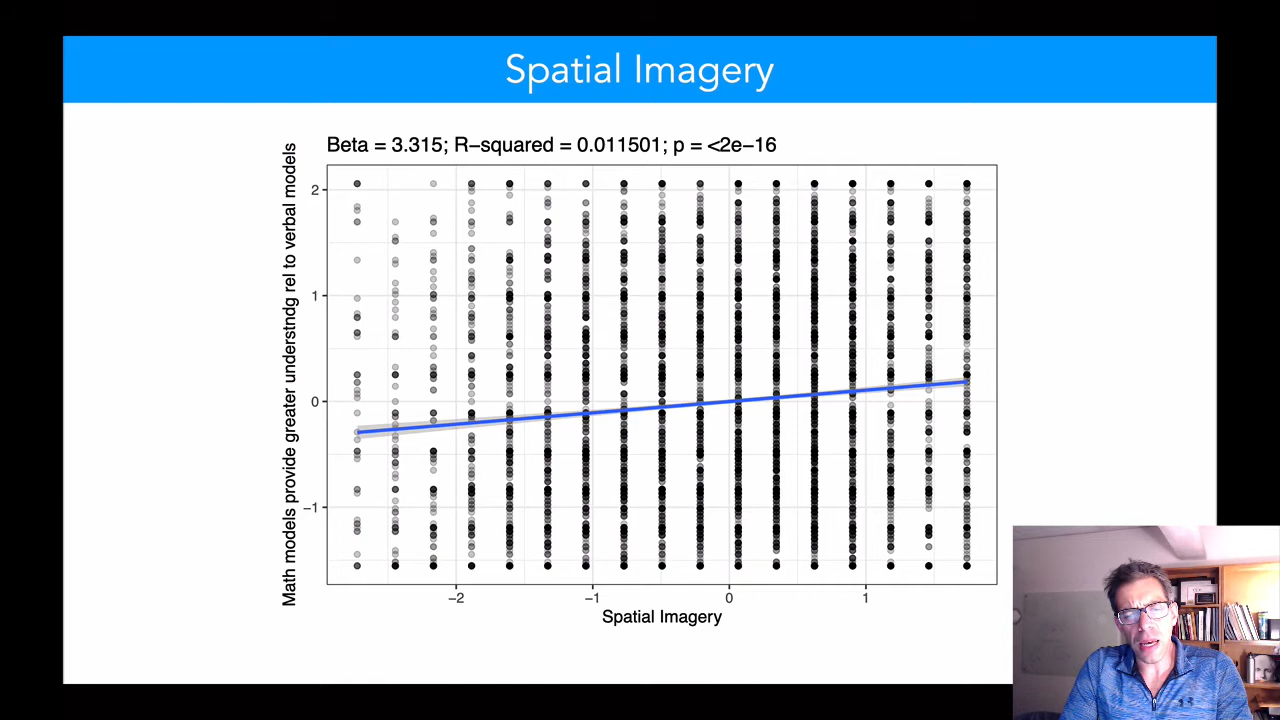 Spatial Imagery
Beta = 3.315; R-squared = 0.011501; p = <2e-16
Math models provide greater understndg rel to verbal models
2
1
0
−1
−2
−1
0
1
Spatial Imagery